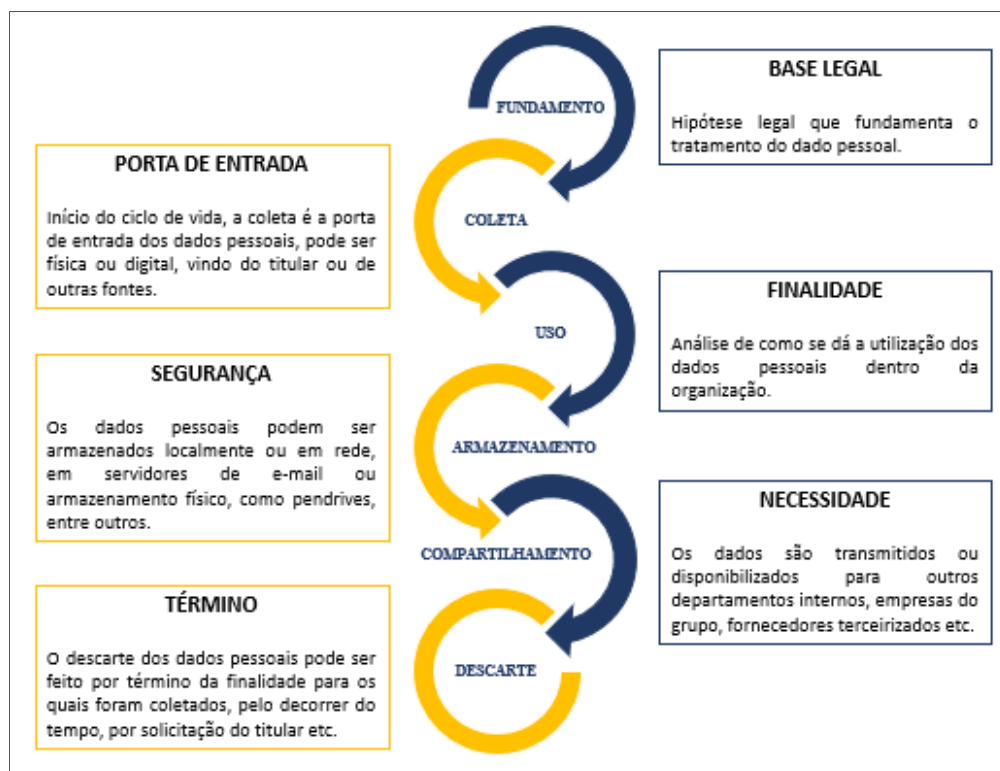 FUNDAMENTO
BASE LEGAL
Hipótese legal que fundamenta o
tratamento do dado pessoal.
PORTA DE ENTRADA
Início do ciclo de vida, a coleta é a porta
de entrada dos dados pessoais, pode ser
física ou digital, vindo do titular ou de
outras fontes.
COLETA
USO
FINALIDADE
Análise de como se dá a utilização dos
dados pessoais dentro da
organização.
SEGURANÇA
Os dados pessoais podem ser
armazenados localmente ou em rede,
em servidores de e-mail ou
armazenamento físico, como pendrives,
entre outros.
ARMAZENAMENTO
COMPARTILHAMENTO
NECESSIDADE
Os dados são transmitidos ou
disponibilizados para outros
departamentos internos, empresas do
grupo, fornecedores terceirizados etc.
TÉRMINO
O descarte dos dados pessoais pode ser
feito por término da finalidade para os
quais foram coletados, pelo decorrer do
tempo, por solicitação do titular etc.
DESCARTE